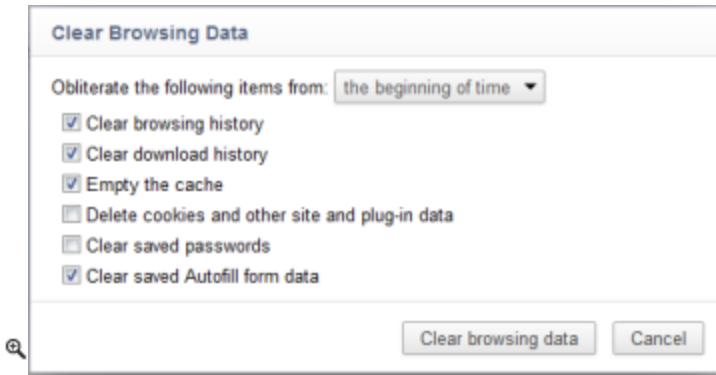 Clear Browsing Data
Obliterate the following items from: the beginning of time
Clear browsing history
Clear download history
Empty the cache
Delete cookies and other site and plug-in data
Clear saved passwords
Clear saved Autofill form data
Clear browsing data Cancel